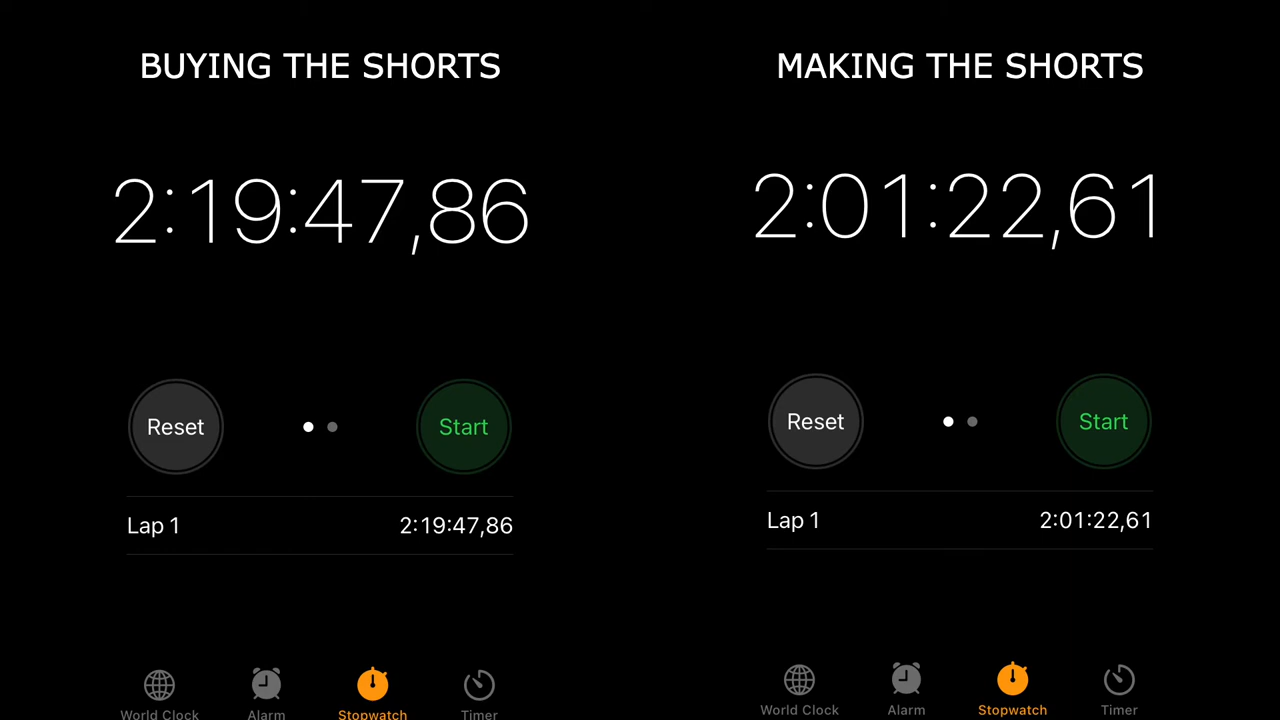 BUYING THE SHORTS
2:19:47,86
Reset
Start
Lap 1 2:19:47,86
World Clock Alarm Stopwatch Timer
MAKING THE SHORTS
2:01:22,61
Reset
Start
Lap 1 2:01:22,61
World Clock Alarm Stopwatch Timer